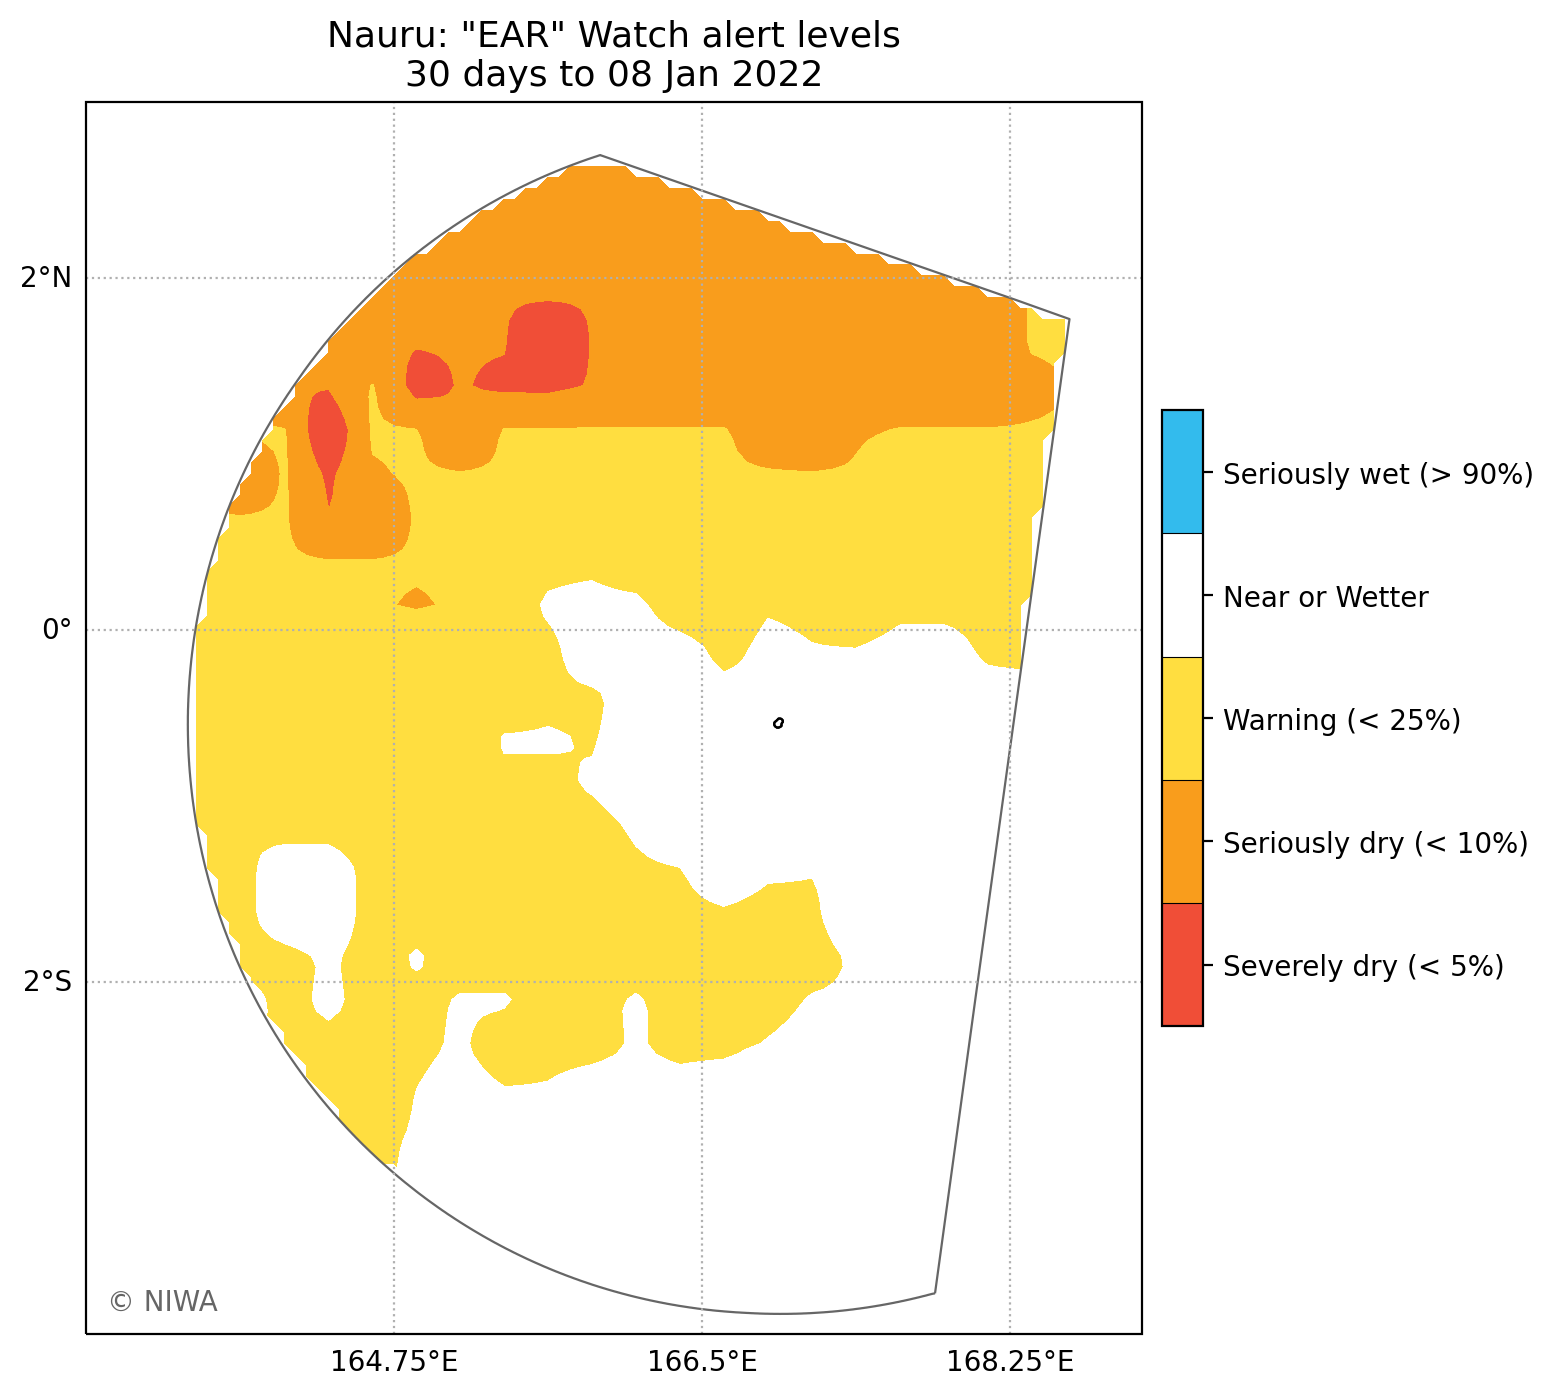 Nauru: "EAR" Watch alert levels
30 days to 08 Jan 2022
2°N
0°
2°S
164.75°E
166.5°E
168.25°E
Seriously wet (> 90%)
Near or Wetter
Warning (< 25%)
Seriously dry (< 10%)
Severely dry (< 5%)
© NIWA